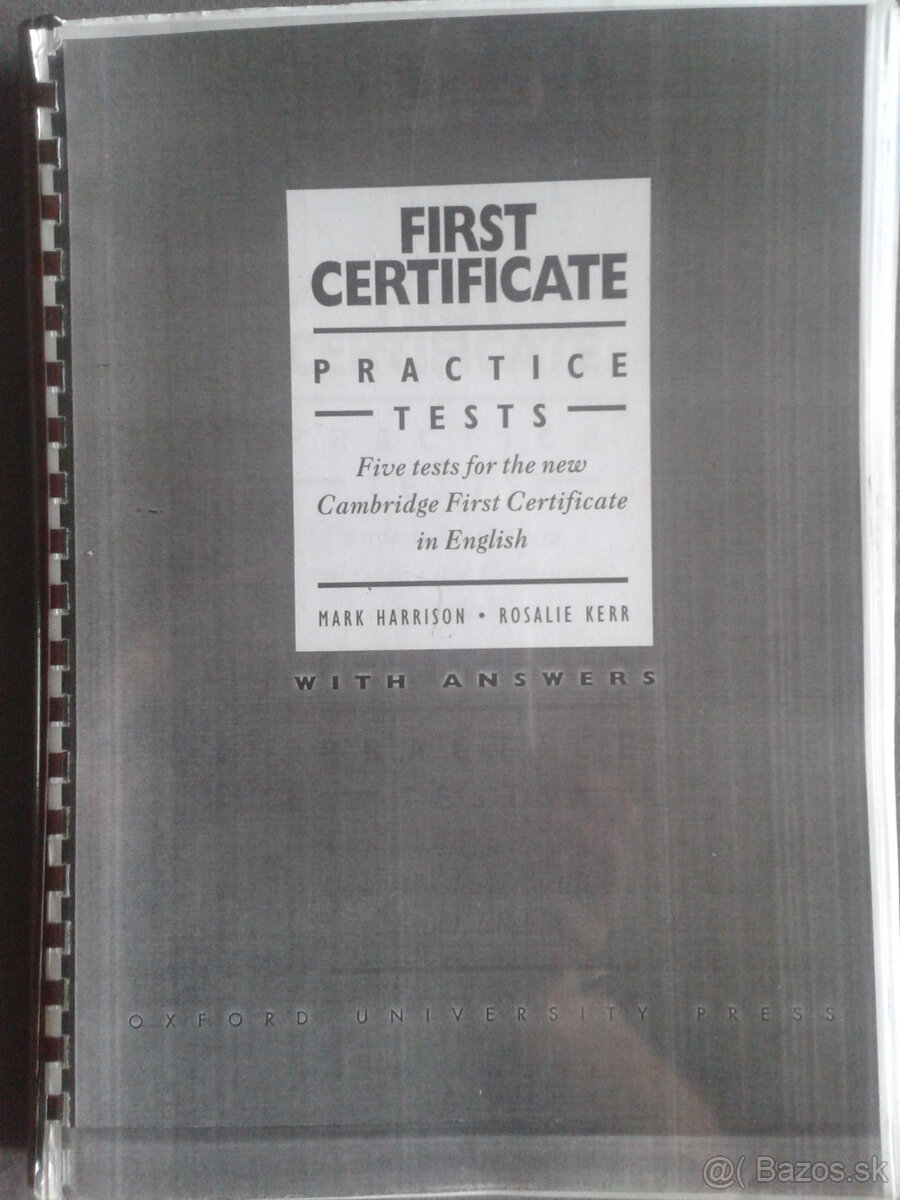 FIRST
CERTIFICATE
PRACTICE
TESTS
Five tests for the new
Cambridge First Certificate
in English
MARK HARRISON • ROSALIE KERR
WITH ANSWERS
OXFORD UNIVERSITY PRESS
@( Bazos.sk